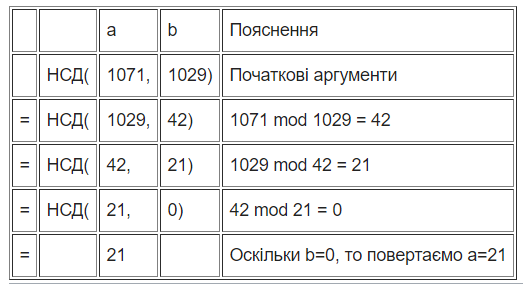 a b Пояснення
НСД( 1071, 1029) Початкові аргументи
= НСД( 1029, 42) 1071 mod 1029 = 42
= НСД( 42, 21) 1029 mod 42 = 21
= НСД( 21, 0) 42 mod 21 = 0
= 21 Оскільки b=0, то повертаємо a=21